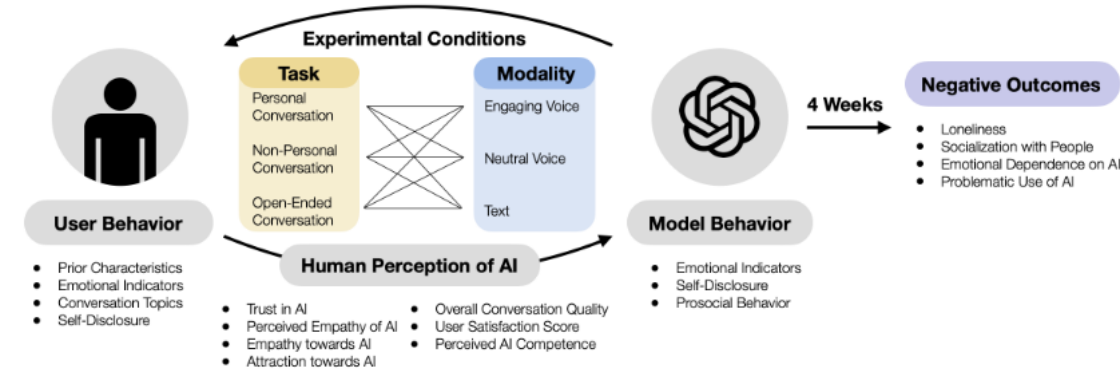 Experimental Conditions
Task
Personal
Conversation
Non-Personal
Conversation
Open-Ended
Conversation
Modality
Engaging Voice
Neutral Voice
Text
User Behavior
• Prior Characteristics
• Emotional Indicators
• Conversation Topics
• Self-Disclosure
Human Perception of AI
• Trust in AI
• Perceived Empathy of AI
• Empathy towards AI
• Attraction towards AI
• Overall Conversation Quality
• User Satisfaction Score
• Perceived AI Competence
Model Behavior
• Emotional Indicators
• Self-Disclosure
• Prosocial Behavior
4 Weeks
Negative Outcomes
• Loneliness
• Socialization with People
• Emotional Dependence on AI
• Problematic Use of AI